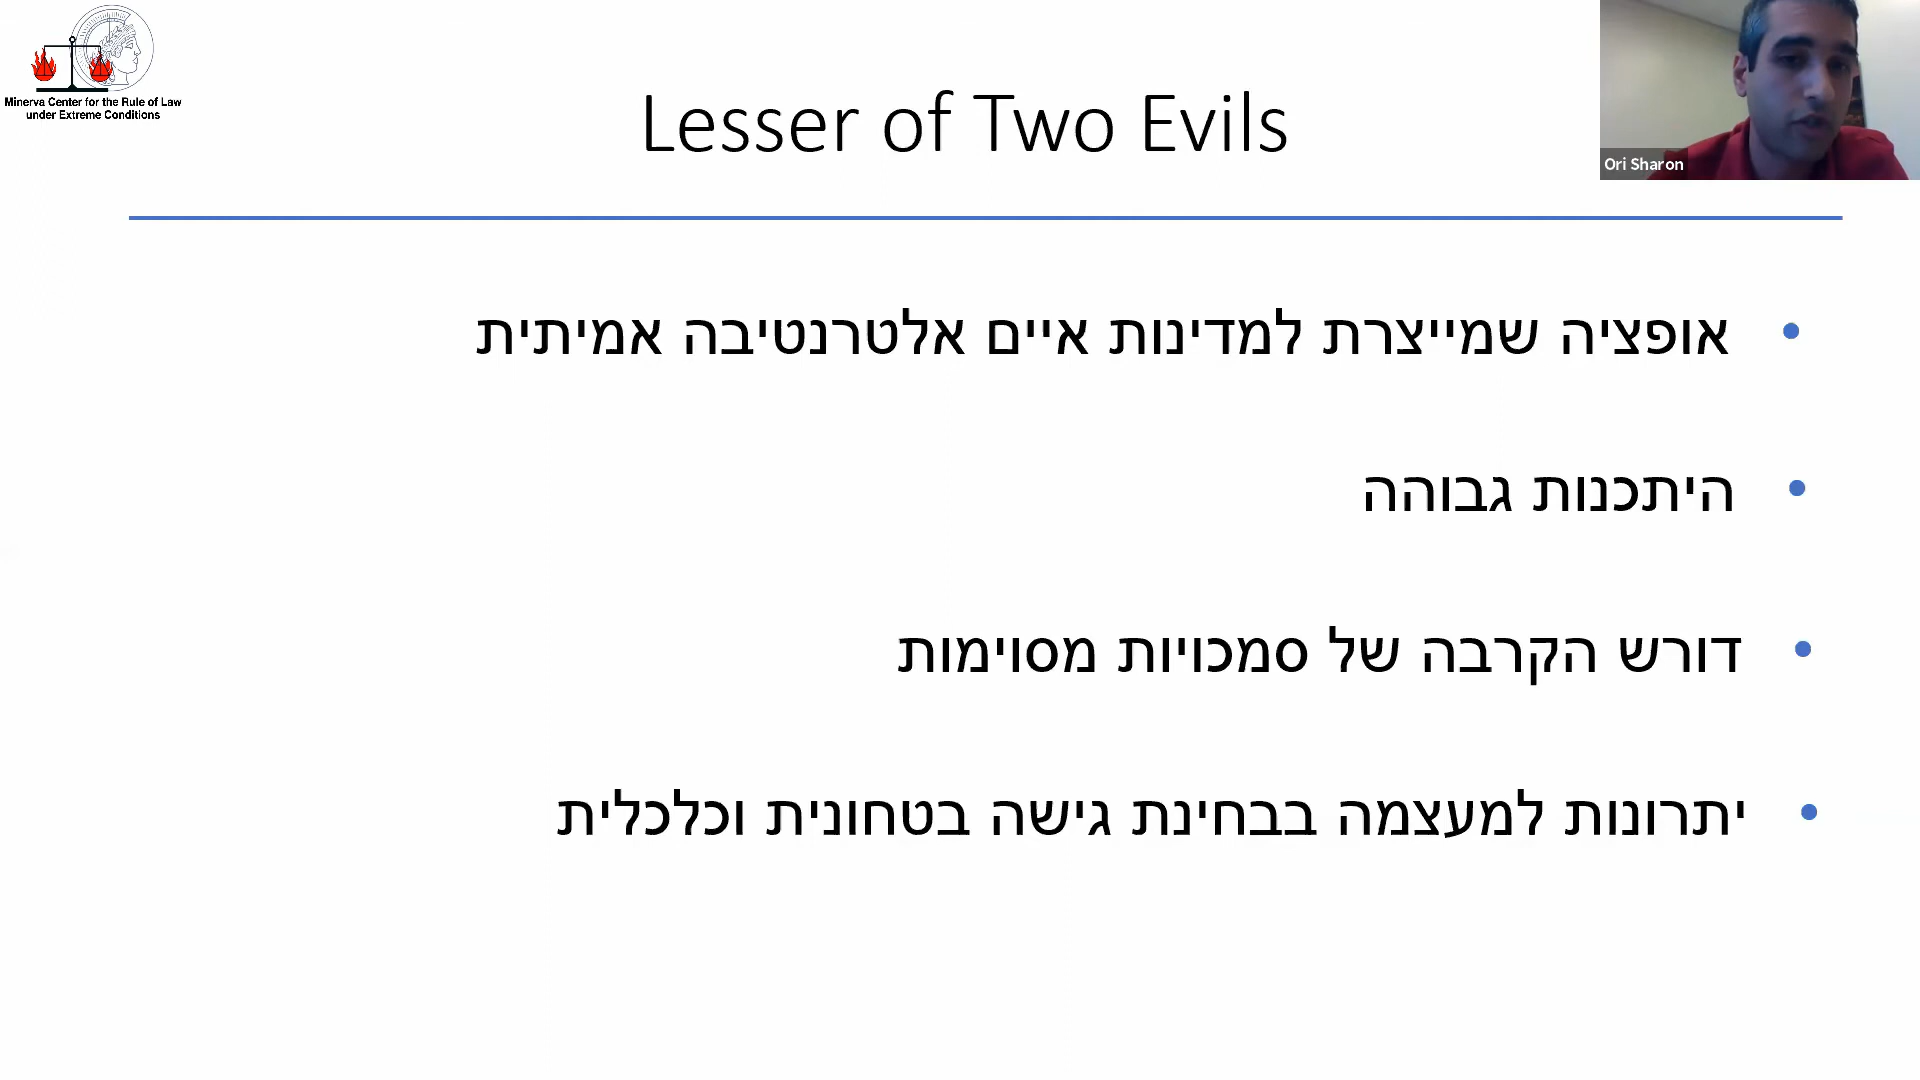 Minerva Center for the Rule of Law
under Extreme Conditions
Lesser of Two Evils
Ori Sharon
אופציה שמייצרת למדינות איים אלטרנטיבה אמיתית
היתכנות גבוהה
דורש הקרבה של סמכויות מסוימות
יתרונות למעצמה בבחינת גישה בטחונית וכלכלית